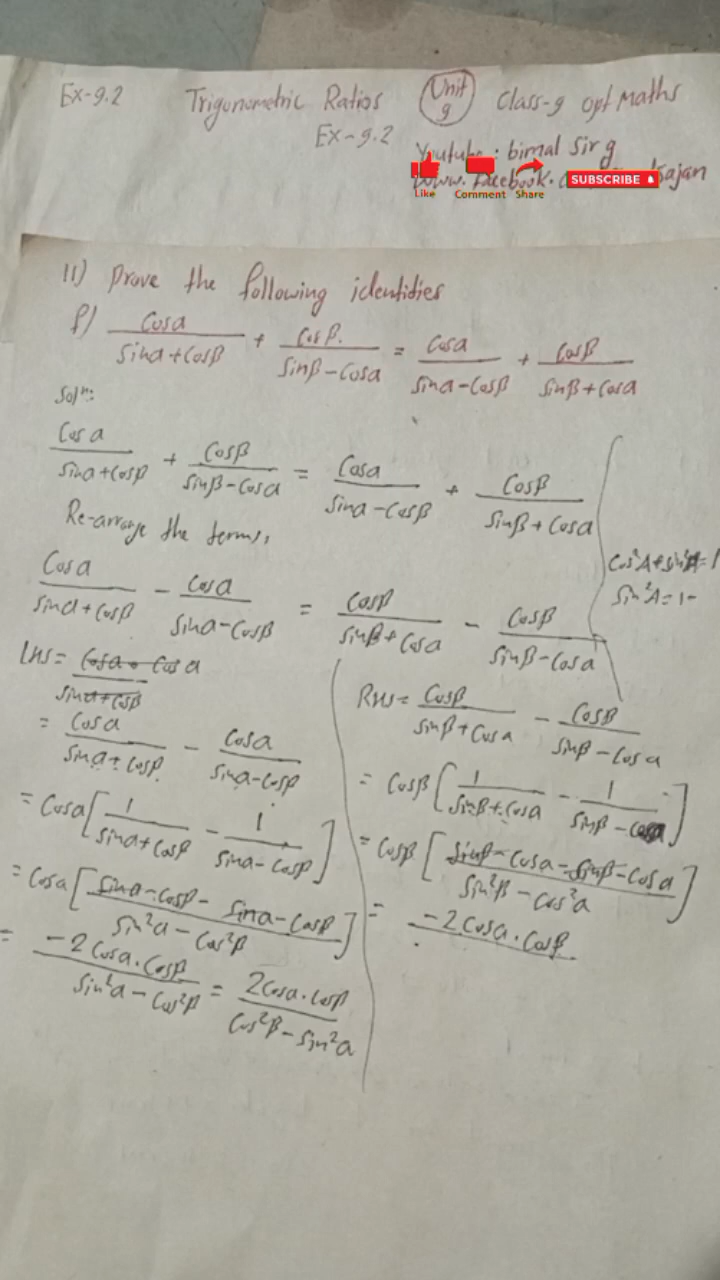 Ex-9.2 Trigonometric Ratios Unit 9 Class-9 opt Maths
Ex-9.2
Youtube : bimal Sir g
Like Comment Share SUBSCRIBE
11) Prove the following identities
f) Cosα/(Sinα+Cosβ) + Cosβ/(Sinβ-Cosα) = Cosα/(Sinα-Cosβ) + Cosβ/(Sinβ+Cosα)
Solⁿ:
Cosα/(Sinα+Cosβ) + Cosβ/(Sinβ-Cosα) = Cosα/(Sinα-Cosβ) + Cosβ/(Sinβ+Cosα)
Re-arrange the terms,
Cosα/(Sinα+Cosβ) - Cosα/(Sinα-Cosβ) = Cosβ/(Sinβ+Cosα) - Cosβ/(Sinβ-Cosα)
LHS =
= Cosα/(Sinα+Cosβ) - Cosα/(Sinα-Cosβ)
= Cosα[1/(Sinα+Cosβ) - 1/(Sinα-Cosβ)]
= Cosα[(Sinα-Cosβ - Sinα-Cosβ)/(Sin²α-Cos²β)]
= -2Cosα.Cosβ/(Sin²α-Cos²β) = 2Cosα.Cosβ/(Cos²β-Sin²α)
RHS = Cosβ/(Sinβ+Cosα) - Cosβ/(Sinβ-Cosα)
= Cosβ[1/(Sinβ+Cosα) - 1/(Sinβ-Cosα)]
= Cosβ[(Sinβ-Cosα-Sinβ-Cosα)/(Sin²β-Cos²α)]
= -2Cosα.Cosβ
Cos²A+Sin²A=1
Sin²A=1-